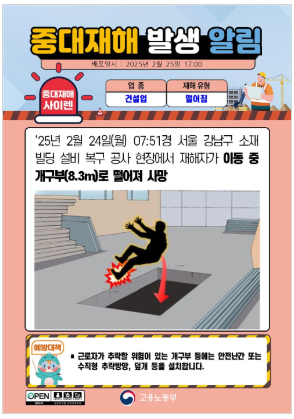 중대재해 발생 알림
배포일시 : 2025년 2월 25일 17:00
중대재해
사이렌
업 종
재해 유형
건설업
떨어짐
‘25년 2월 24일(월) 07:51경 서울 강남구 소재
빌딩 설비 복구 공사 현장에서 재해자가 이동 중
개구부(8.3m)로 떨어져 사망
예방대책
▪ 근로자가 추락할 위험이 있는 개구부 등에는 안전난간 또는
수직형 추락방망, 덮개 등을 설치합니다.
OPEN
고용노동부